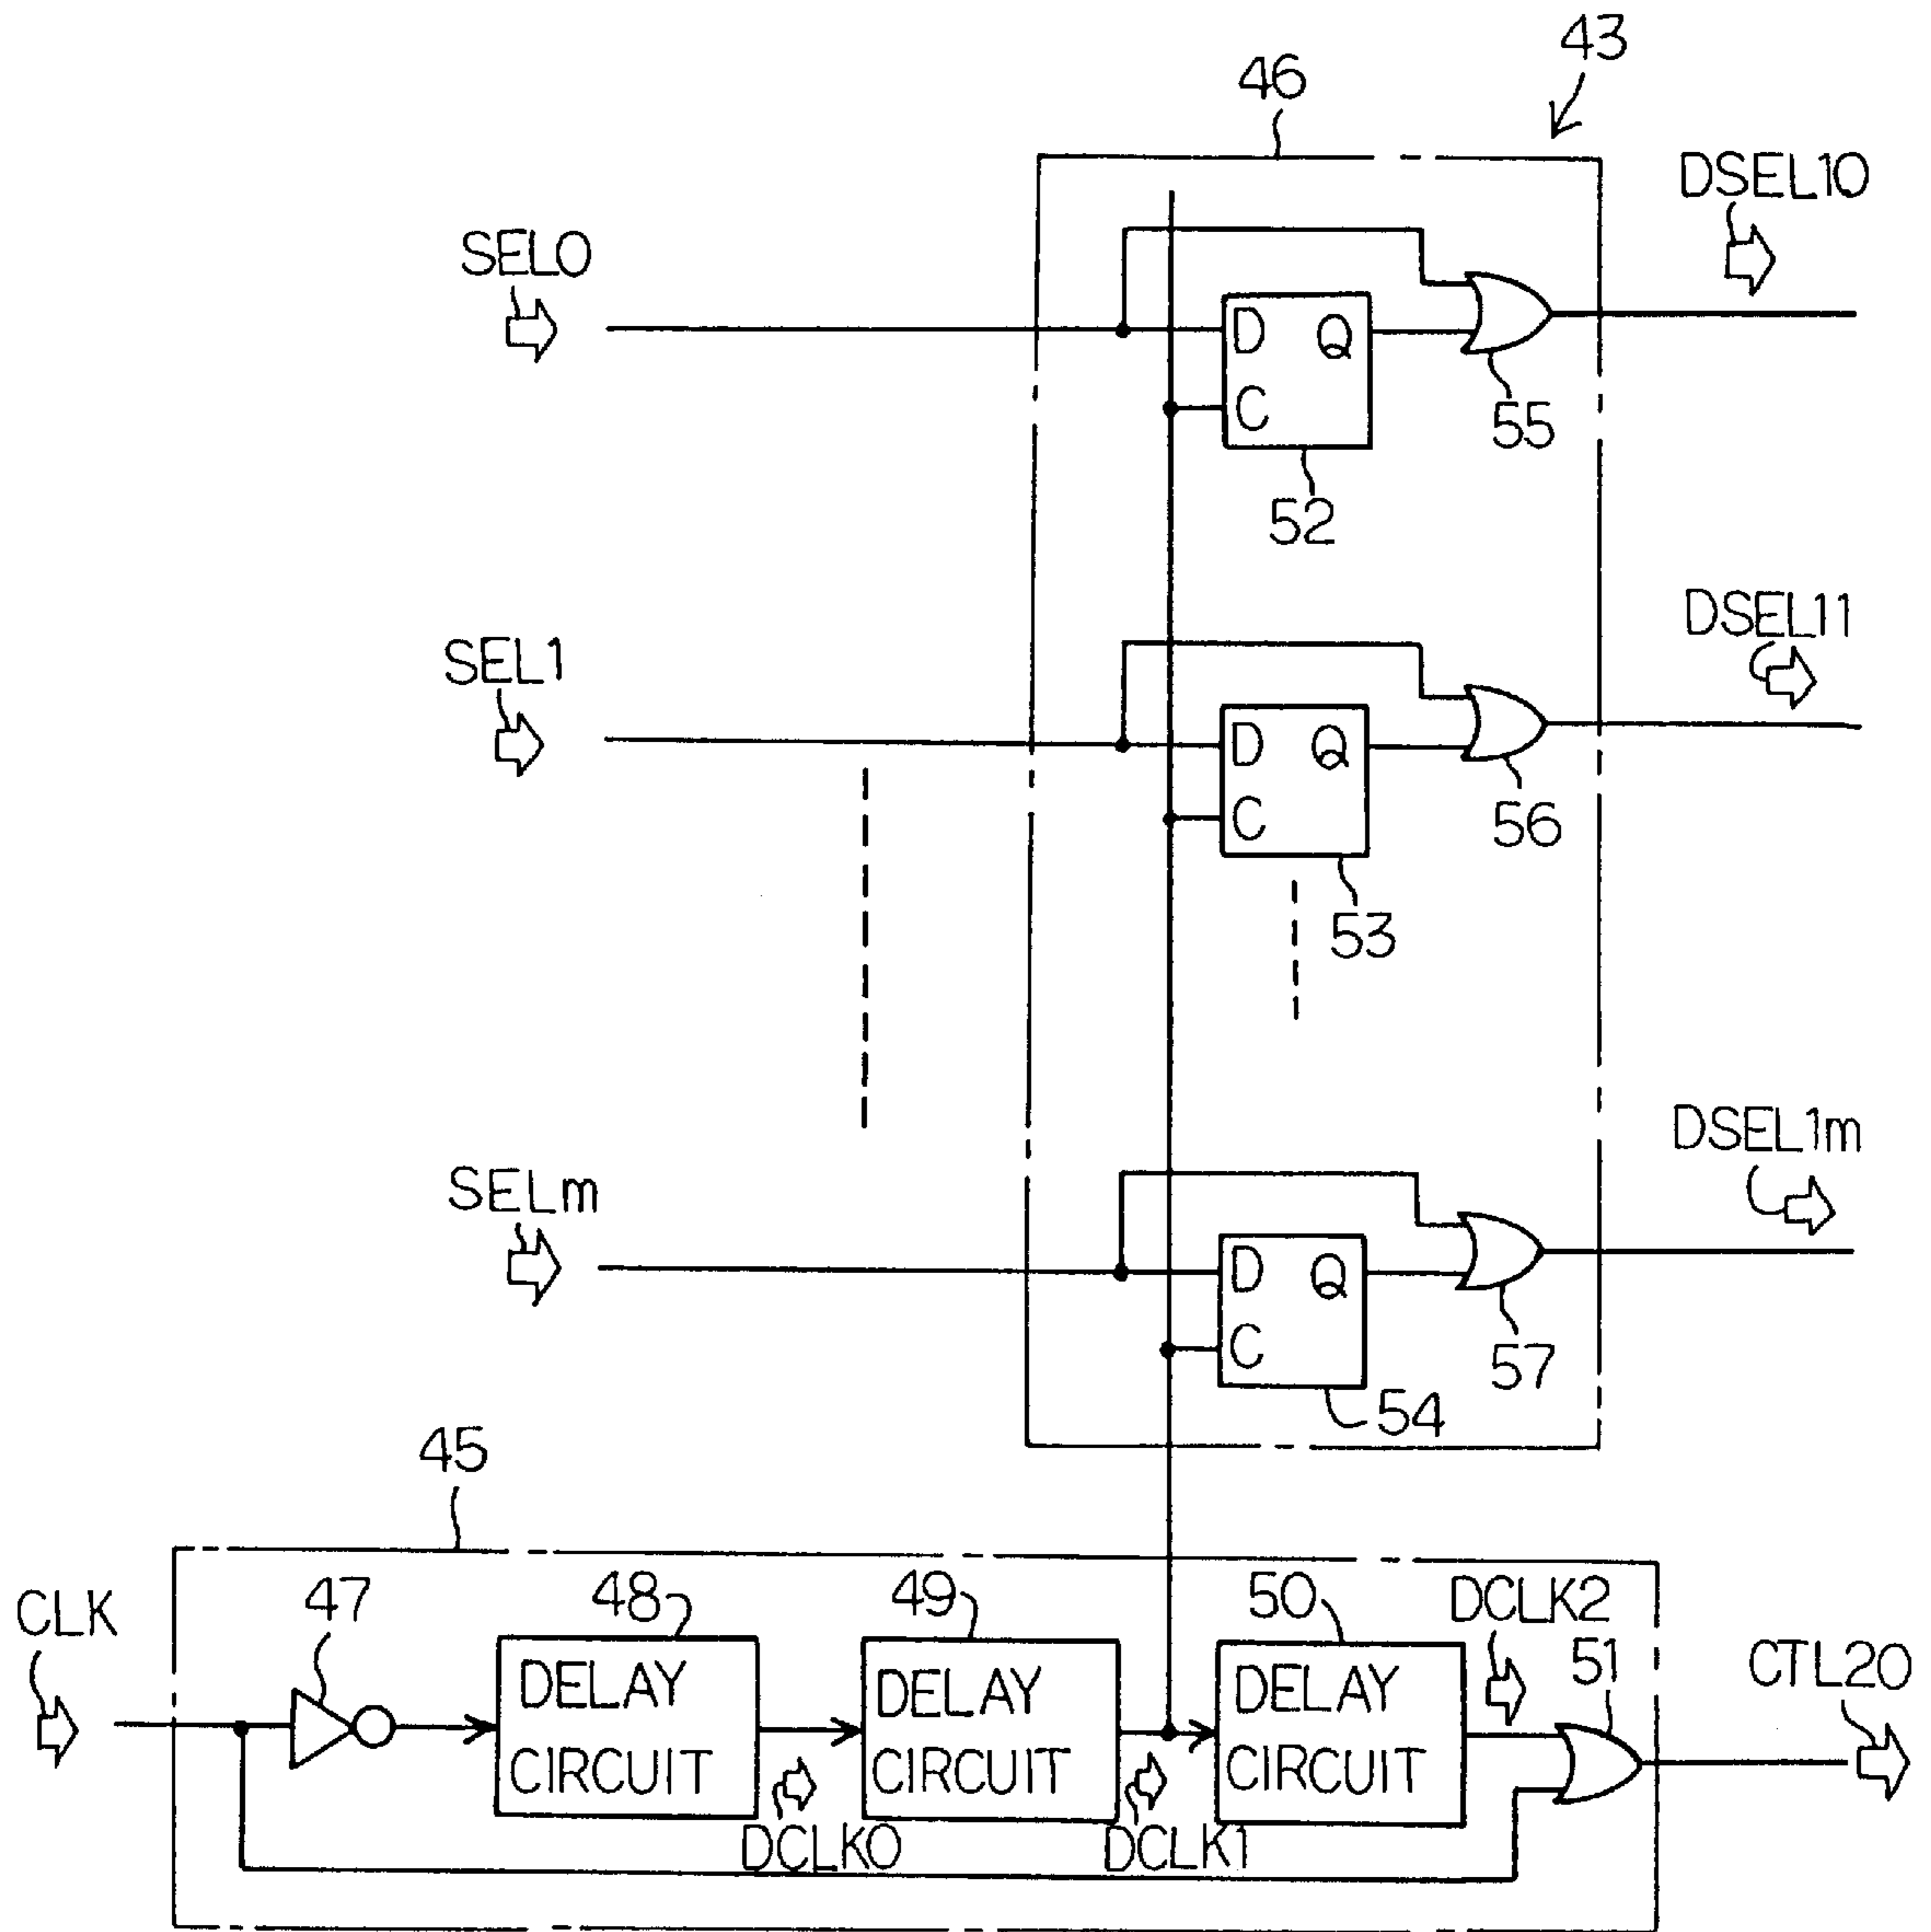 43
46
DSEL10
SEL0
D Q
C
55
52
DSEL11
SEL1
D Q
C
56
53
DSEL1m
SELm
D Q
C
57
54
45
CLK
47
48
49
50
DCLK2
51
CTL20
DELAY
CIRCUIT
DELAY
CIRCUIT
DELAY
CIRCUIT
DCLK0
DCLK1